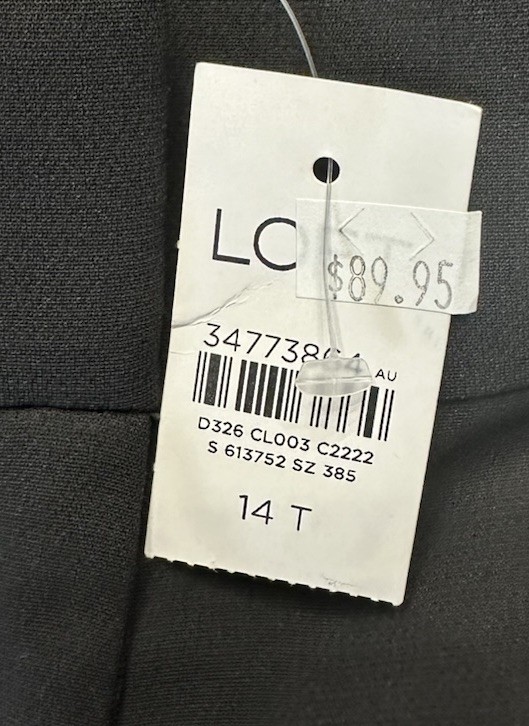 LO
$89.95
AU
D326 CL003 C2222
S 613752 SZ 385
14 T